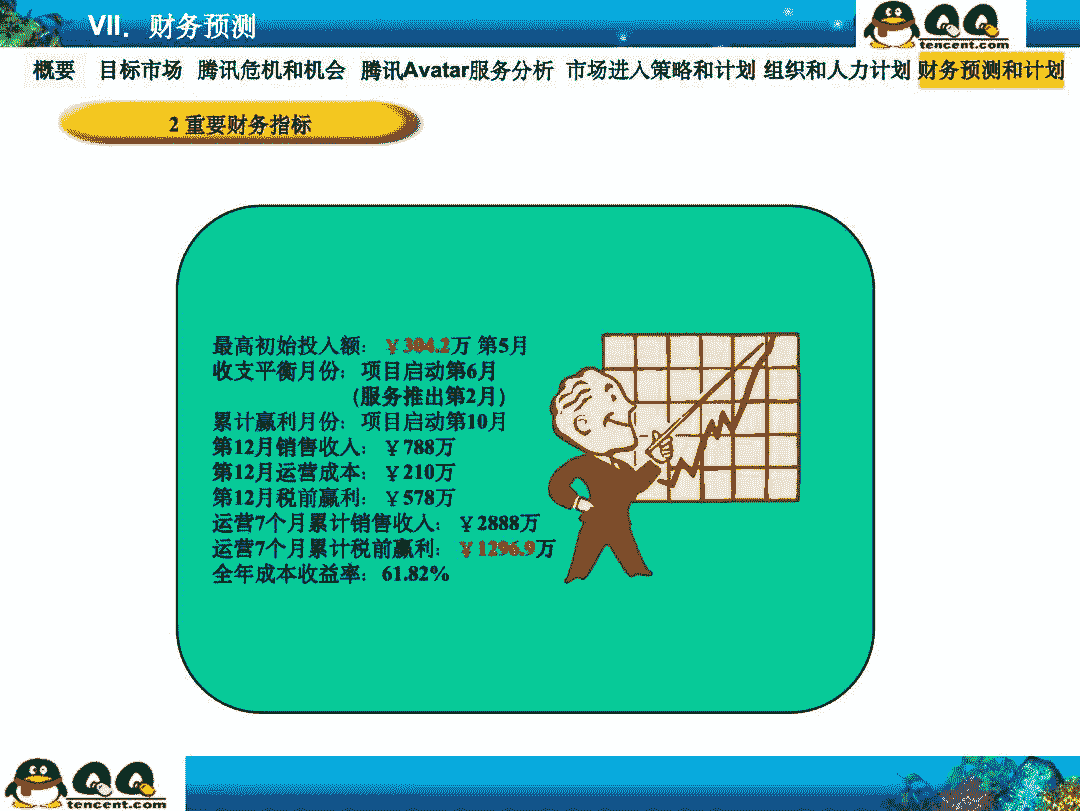 VII．财务预测
QQ
tencent.com
概要 目标市场 腾讯危机和机会 腾讯Avatar服务分析 市场进入策略和计划 组织和人力计划 财务预测和计划
2 重要财务指标
最高初始投入额：￥304.2万 第5月
收支平衡月份：项目启动第6月
（服务推出第2月）
累计赢利月份：项目启动第10月
第12月销售收入：￥788万
第12月运营成本：￥210万
第12月税前赢利：￥578万
运营7个月累计销售收入：￥2888万
运营7个月累计税前赢利：￥1296.9万
全年成本收益率：61.82%
QQ
tencent.com